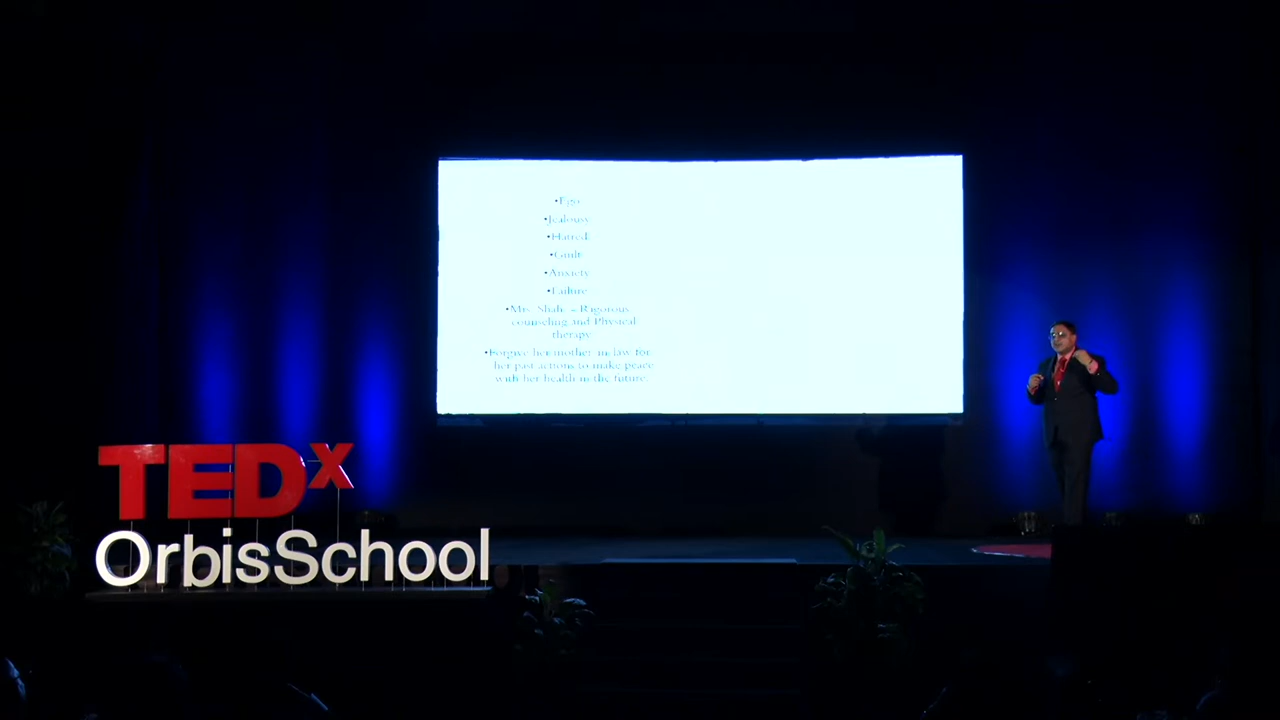 •Ego
•Jealousy
•Hatred
•Guilt
•Anxiety
•Failure
•Mrs. Shah – Rigorous
counseling and Physical
therapy
•Forgive her mother in law for
her past actions to make peace
with her health in the future.
TEDx
OrbisSchool